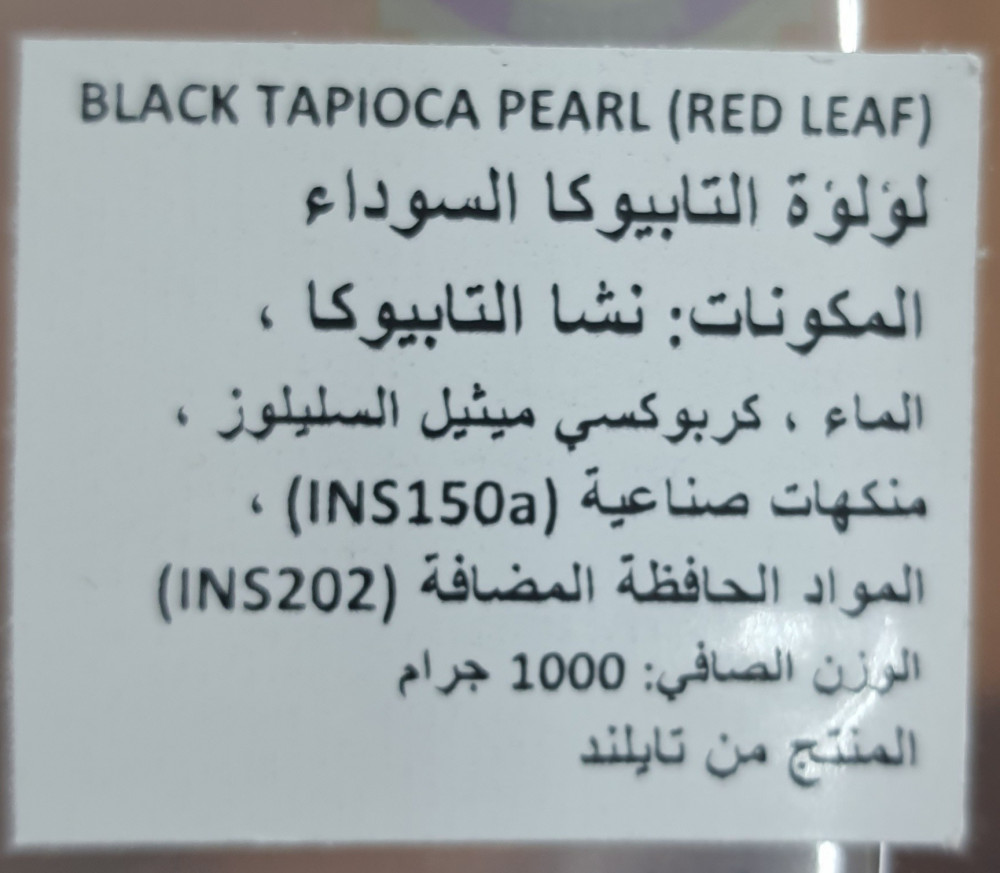 BLACK TAPIOCA PEARL (RED LEAF)
لؤلؤة التابيوكا السوداء
المكونات: نشا التابيوكا ،
الماء ، كربوكسي ميثيل السليلوز ،
منكهات صناعية (INS150a) ،
المواد الحافظة المضافة (INS202)
الوزن الصافي: 1000 جرام
المنتج من تايلند